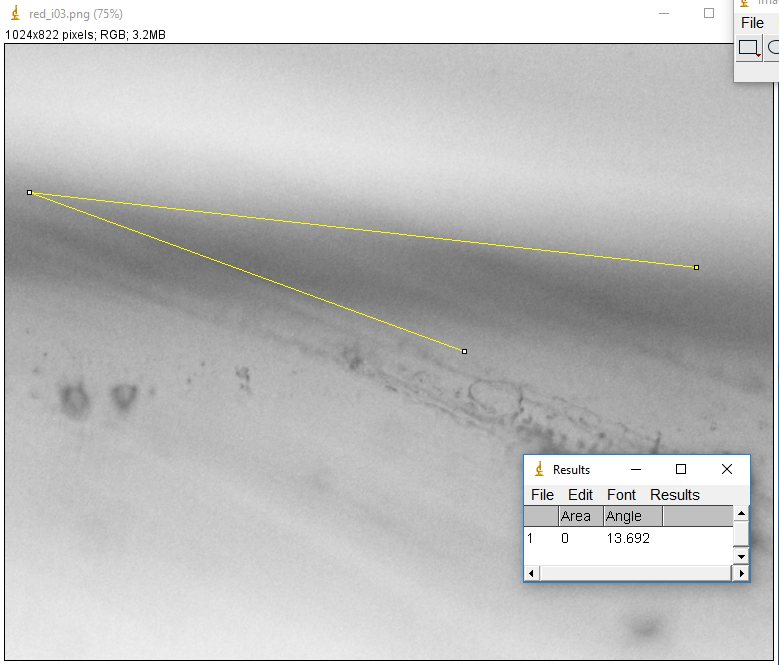 red_i03.png (75%)
1024x822 pixels; RGB; 3.2MB
File
Results
File Edit Font Results
Area Angle
1 0 13.692